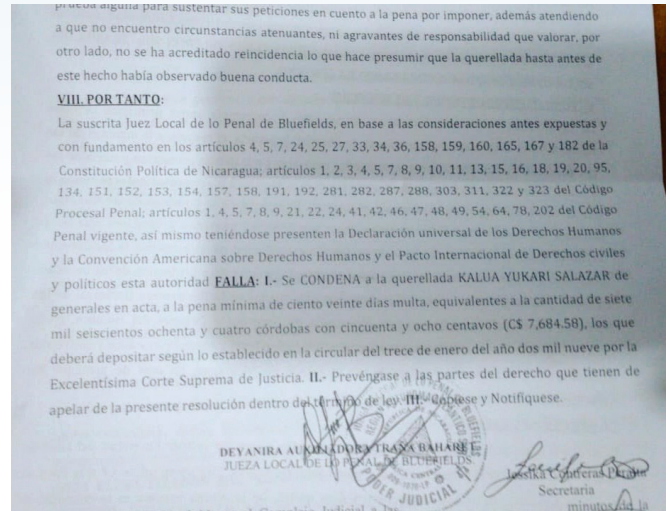 prueba alguna para sustentar sus peticiones en cuento a la pena por imponer, además atendiendo
a que no encuentro circunstancias atenuantes, ni agravantes de responsabilidad que valorar, por
otro lado, no se ha acreditado reincidencia lo que hace presumir que la querellada hasta antes de
este hecho había observado buena conducta.
VIII. POR TANTO:
La suscrita Juez Local de lo Penal de Bluefields, en base a las consideraciones antes expuestas y
con fundamento en los artículos 4, 5, 7, 24, 25, 27, 33, 34, 36, 158, 159, 160, 165, 167 y 182 de la
Constitución Política de Nicaragua; artículos 1, 2, 3, 4, 5, 7, 8, 9, 10, 11, 13, 15, 16, 18, 19, 20, 95,
134, 151, 152, 153, 154, 157, 158, 191, 192, 281, 282, 287, 288, 303, 311, 322 y 323 del Código
Procesal Penal; artículos 1, 4, 5, 7, 8, 9, 21, 22, 24, 41, 42, 46, 47, 48, 49, 54, 64, 78, 202 del Código
Penal vigente, así mismo teniéndose presenten la Declaración universal de los Derechos Humanos
y la Convención Americana sobre Derechos Humanos y el Pacto Internacional de Derechos civiles
y políticos esta autoridad FALLA: I.- Se CONDENA a la querellada KALUA YUKARI SALAZAR de
generales en acta, a la pena mínima de ciento veinte días multa, equivalentes a la cantidad de siete
mil seiscientos ochenta y cuatro córdobas con cincuenta y ocho centavos (C$ 7,684.58), los que
deberá depositar según lo establecido en la circular del trece de enero del año dos mil nueve por la
Excelentísima Corte Suprema de Justicia. II.- Prevéngase a las partes del derecho que tienen de
apelar de la presente resolución dentro del término de ley. III.- Cópiese y Notifiquese.
DEYANIRA AUXILIADORA TRAÑA BAHARET
JUEZA LOCAL DE LO PENAL DE BLUEFIELDS
PODER JUDICIAL
Jessika Contreras Peralta
Secretaria
minutos de la